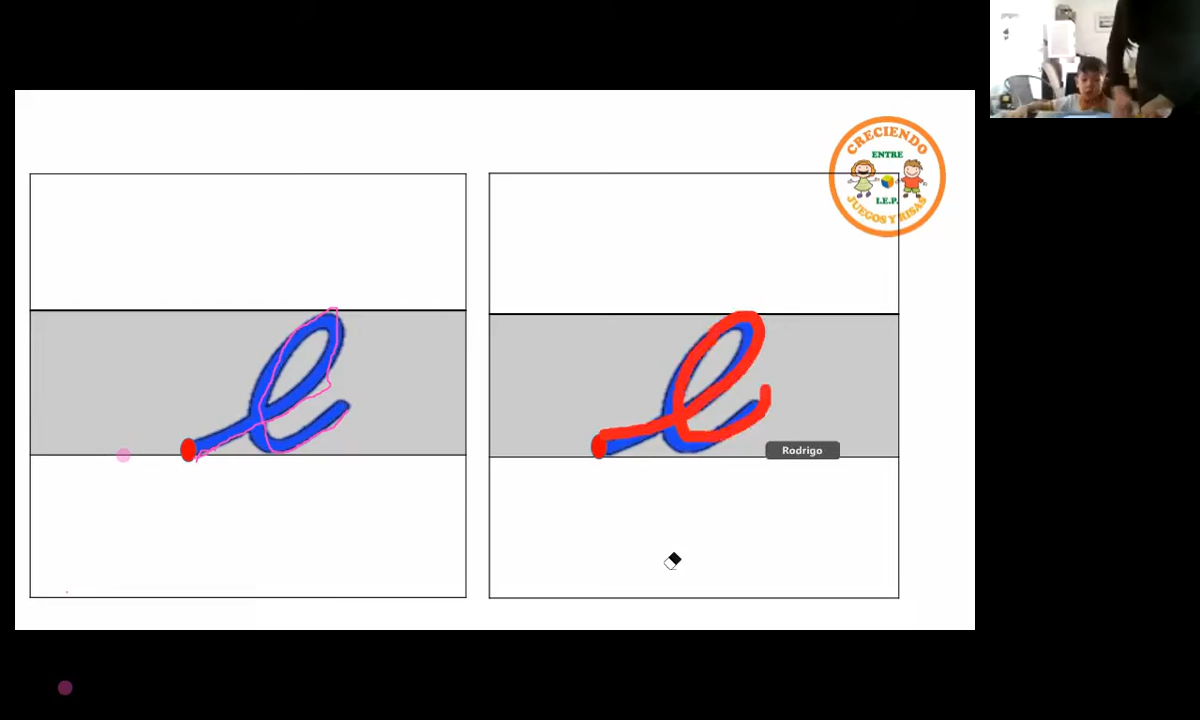 CRECIENDO
ENTRE
I.E.P.
JUEGOS Y RISAS
e e
Rodrigo